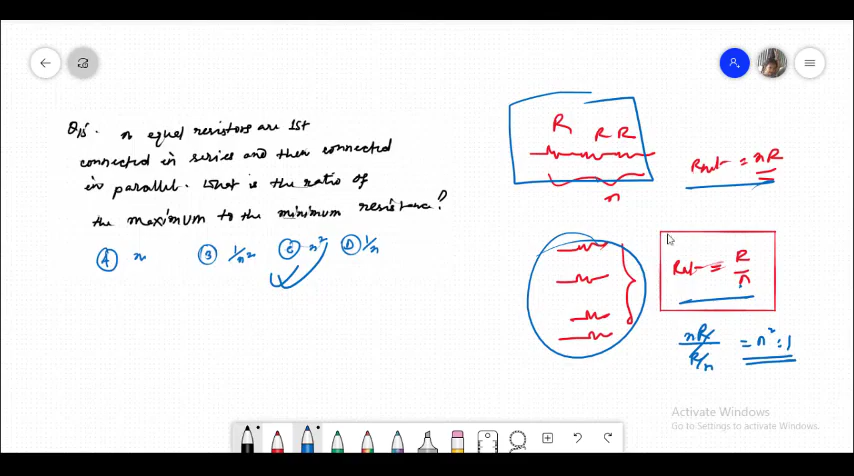 Q15. n equal resistors are 1st
connected in series and then connected
in parallel. What is the ratio of
the maximum to the minimum resistance?
A n B 1/n² C n² D 1/n
R
R R
n
Rnet = nR
Rnet = R/n
nR / R/n = n² : 1
Activate Windows
Go to Settings to activate Windows.